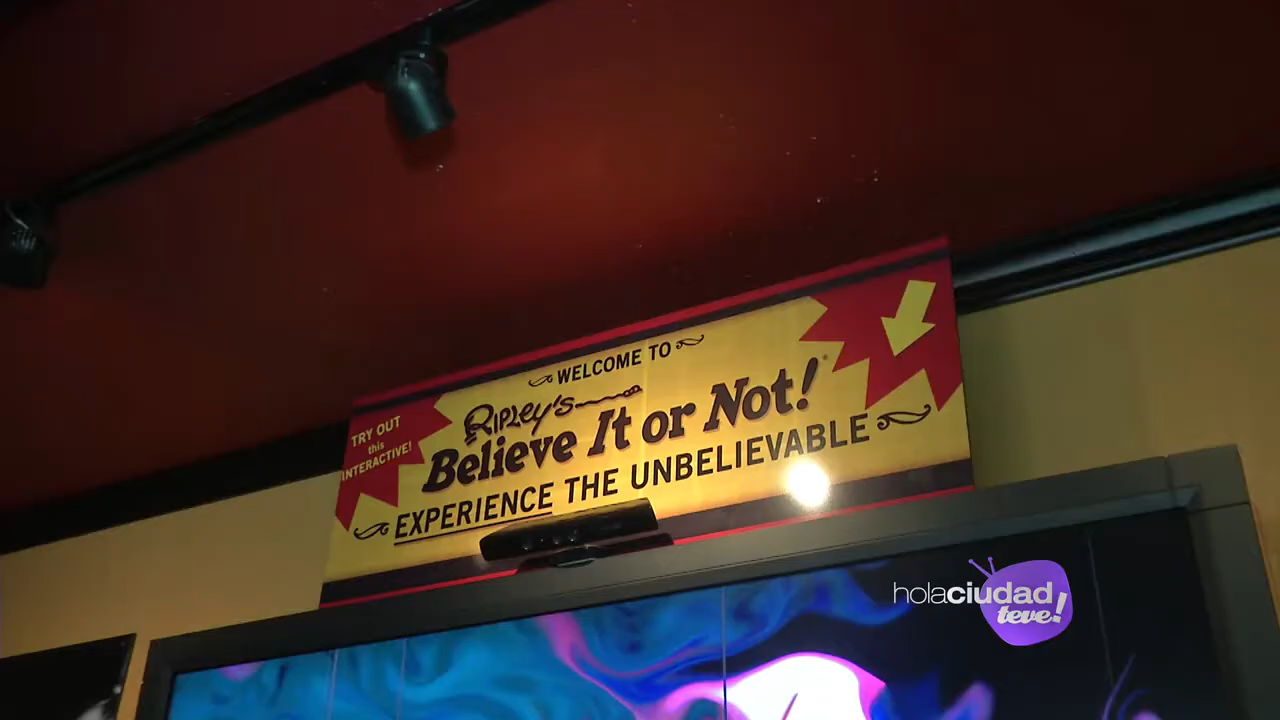 WELCOME TO
RIPLEY'S
Believe It or Not!®
EXPERIENCE THE UNBELIEVABLE
TRY OUT
this
INTERACTIVE!
holaciudad
teve!